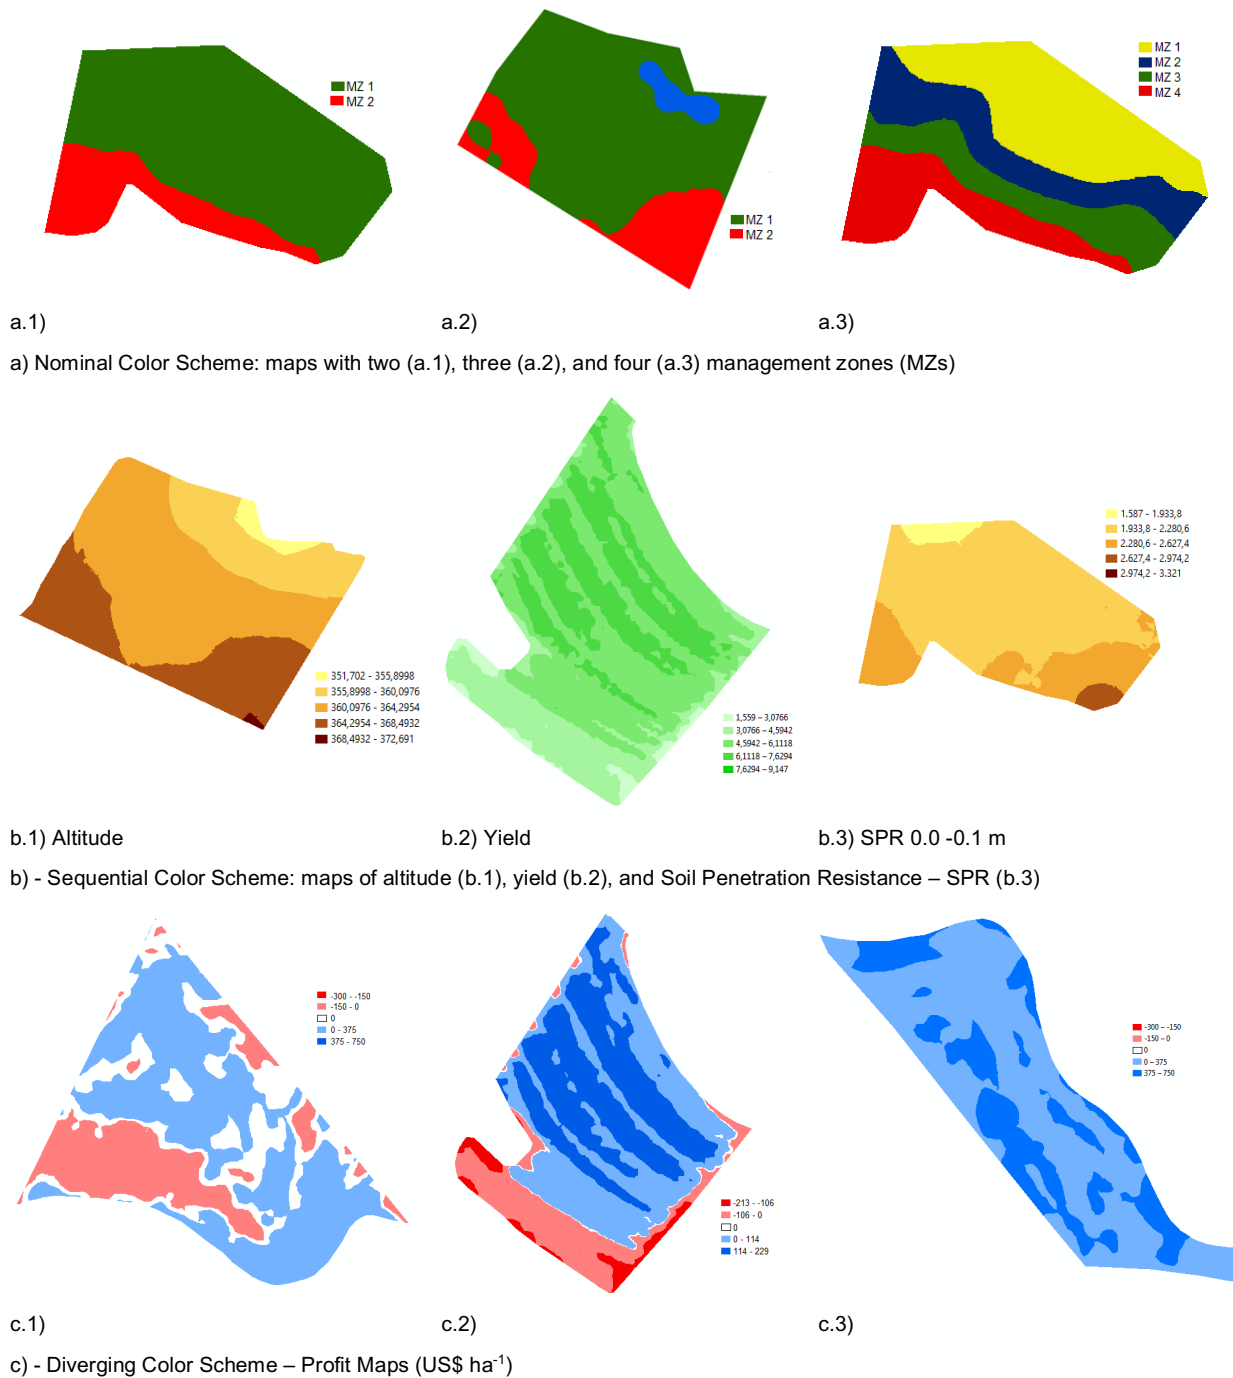 MZ 1
MZ 2
MZ 1
MZ 2
MZ 1
MZ 2
MZ 3
MZ 4
a.1)
a.2)
a.3)
a) Nominal Color Scheme: maps with two (a.1), three (a.2), and four (a.3) management zones (MZs)
351,702 - 355,8998
355,8998 - 360,0976
360,0976 - 364,2954
364,2954 - 368,4932
368,4932 - 372,691
1,559 – 3,0766
3,0766 – 4,5942
4,5942 – 6,1118
6,1118 – 7,6294
7,6294 – 9,147
1.587 - 1.933,8
1.933,8 - 2.280,6
2.280,6 - 2.627,4
2.627,4 - 2.974,2
2.974,2 - 3.321
b.1) Altitude
b.2) Yield
b.3) SPR 0.0 -0.1 m
b) - Sequential Color Scheme: maps of altitude (b.1), yield (b.2), and Soil Penetration Resistance – SPR (b.3)
-300 - -150
-150 - 0
0
0 - 375
375 - 750
-213 - -106
-106 - 0
0
0 - 114
114 - 229
-300 – -150
-150 – 0
0
0 – 375
375 – 750
c.1)
c.2)
c.3)
c) - Diverging Color Scheme – Profit Maps (US$ ha⁻¹)